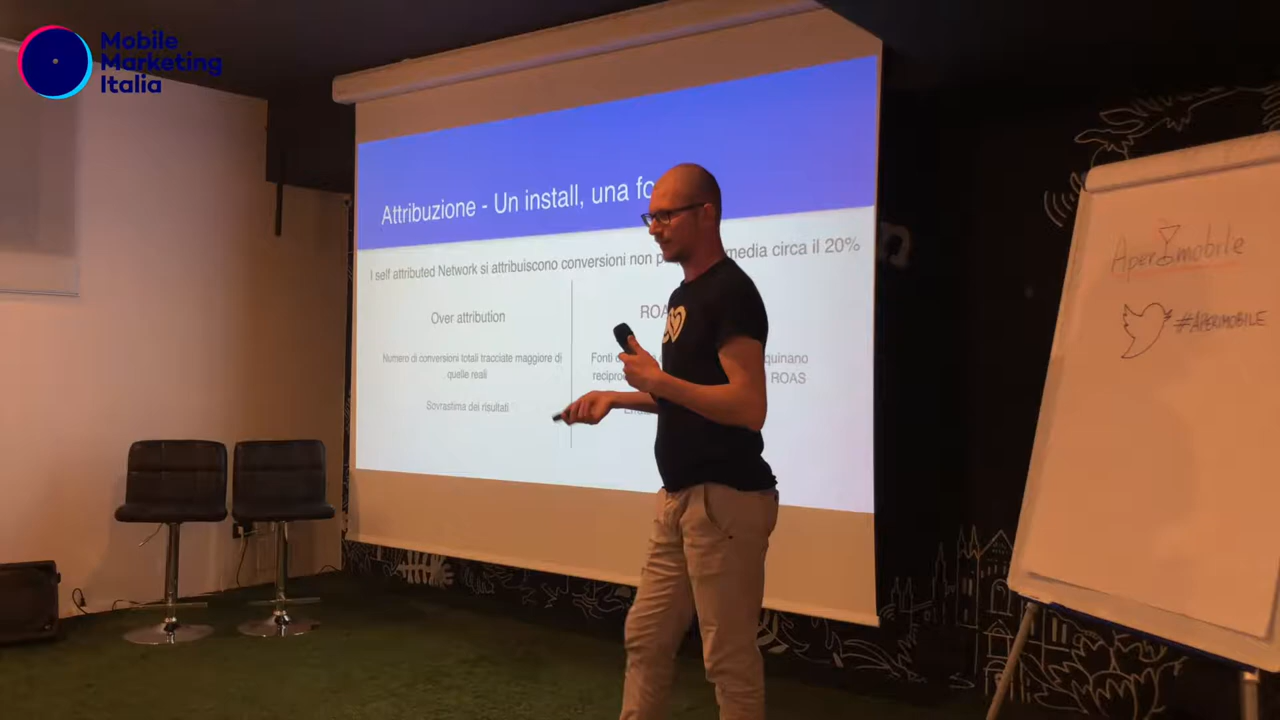 Mobile
Marketing
Italia
Attribuzione - Un install, una fo
I self attributed Network si attribuiscono conversioni non p media circa il 20%
Over attribution
ROA
Numero di conversioni totali tracciate maggiore di
quelle reali
Fonti quinano
recipro ROAS
Sovrastima dei risultati
Aperimobile
#APERIMOBILE